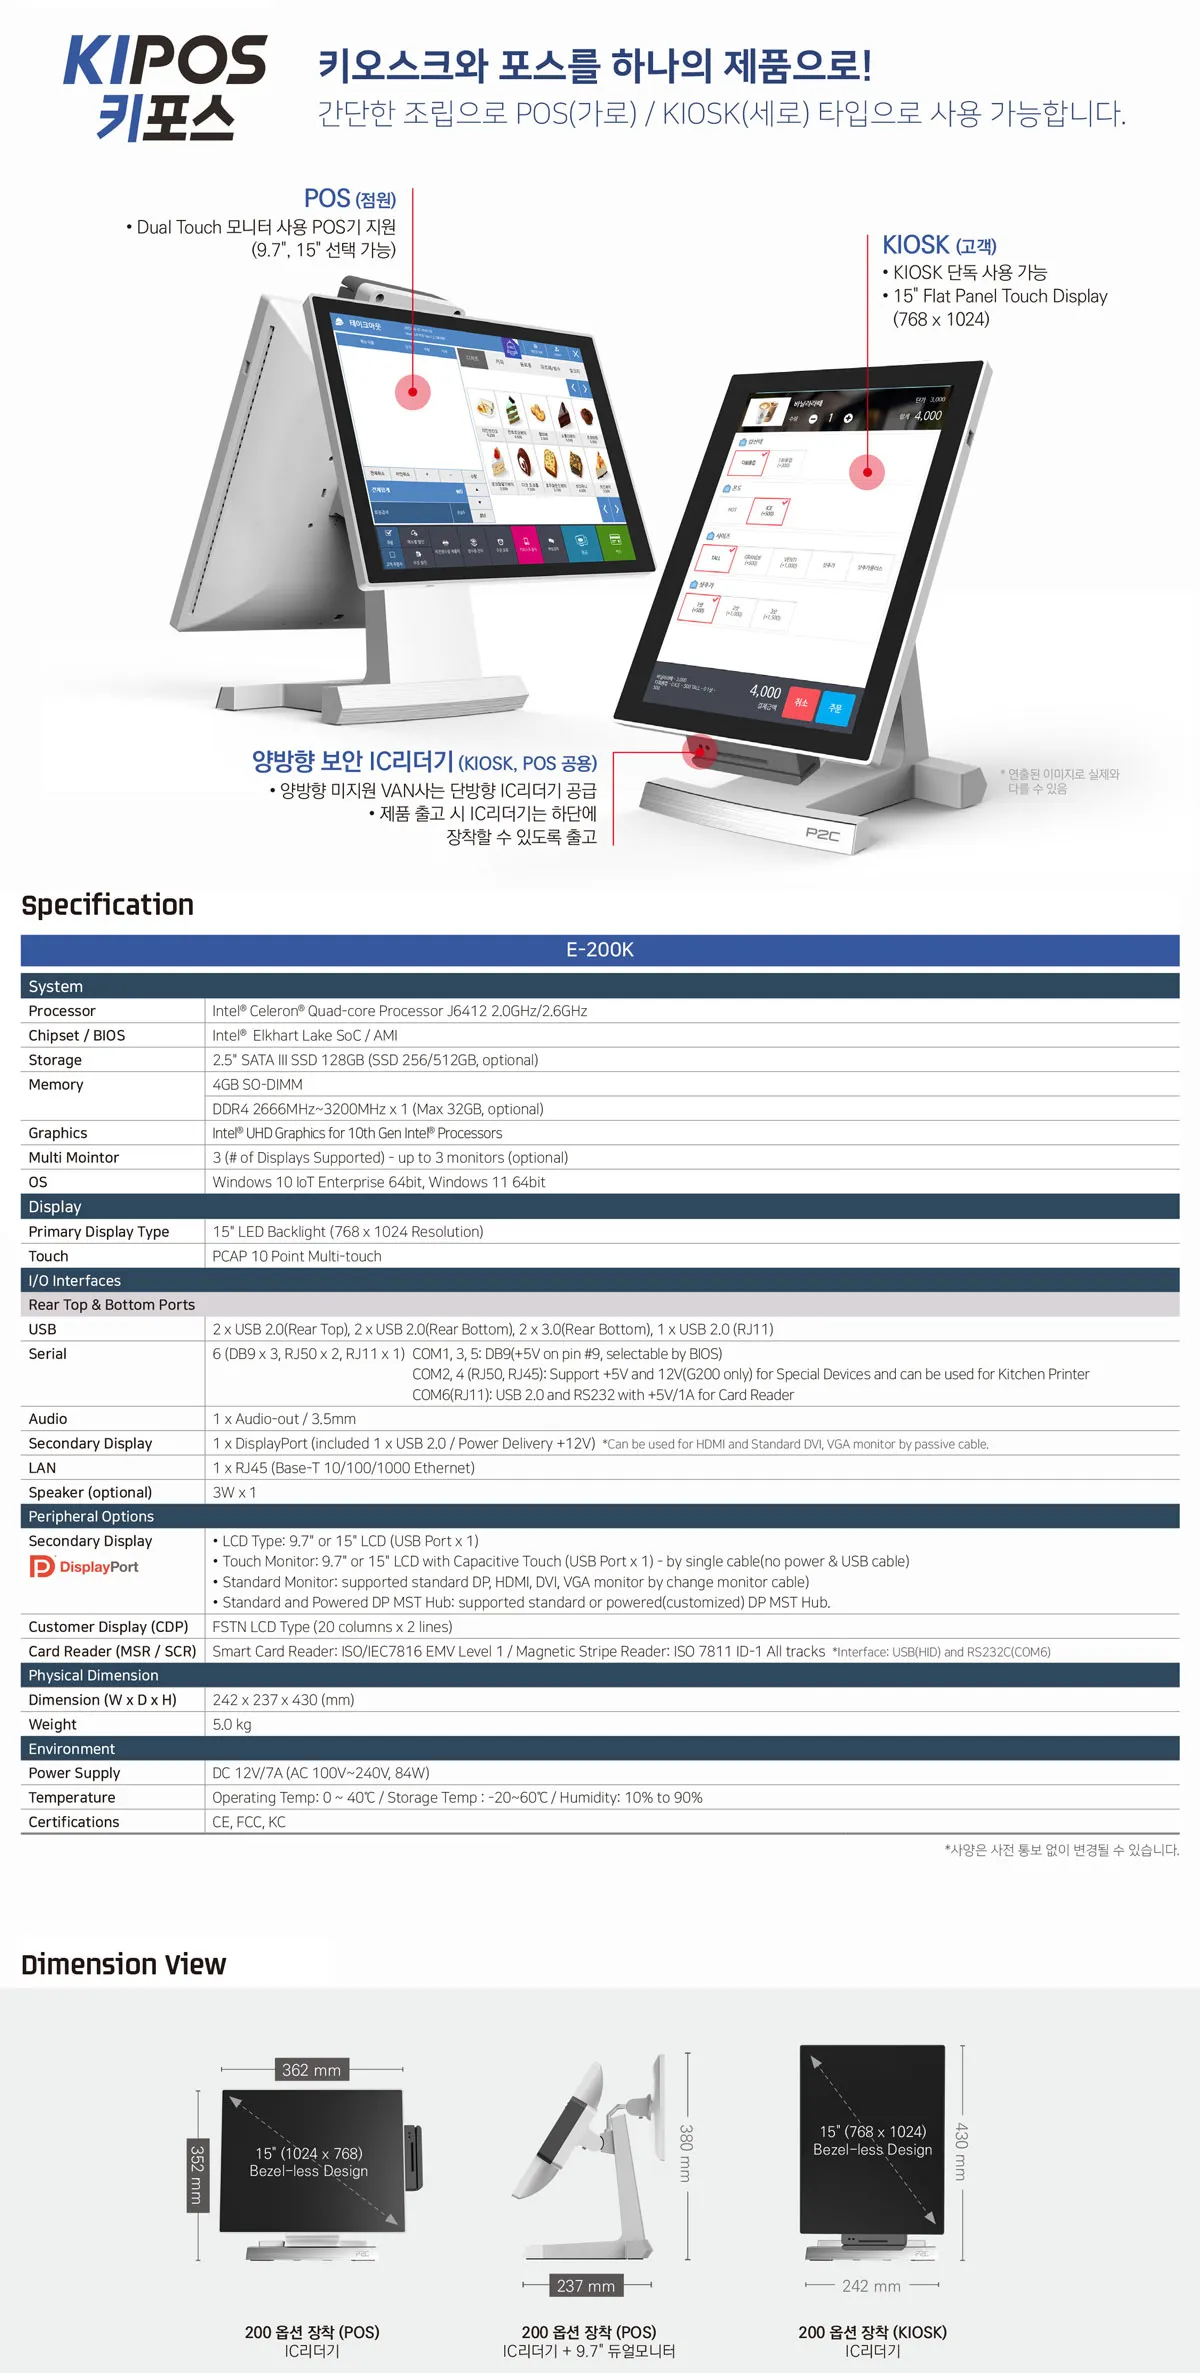 KIPOS
키포스
키오스크와 포스를 하나의 제품으로!
간단한 조립으로 POS(가로) / KIOSK(세로) 타입으로 사용 가능합니다.
POS (점원)
• Dual Touch 모니터 사용 POS기 지원
(9.7", 15" 선택 가능)
KIOSK (고객)
• KIOSK 단독 사용 가능
• 15" Flat Panel Touch Display
(768 x 1024)
테이크아웃
바닐라라떼
1
3,000
4,000
HOT
ICE
(+500)
사이즈
TALL
샷추가
4,000
결제금액
취소
주문
양방향 보안 IC리더기 (KIOSK, POS 공용)
• 양방향 미지원 VAN사는 단방향 IC리더기 공급
• 제품 출고 시 IC리더기는 하단에
장착할 수 있도록 출고
P2C
* 연출된 이미지로 실제와
다를 수 있음
Specification
E-200K
System
Processor Intel® Celeron® Quad-core Processor J6412 2.0GHz/2.6GHz
Chipset / BIOS Intel® Elkhart Lake SoC / AMI
Storage 2.5" SATA III SSD 128GB (SSD 256/512GB, optional)
Memory 4GB SO-DIMM
DDR4 2666MHz~3200MHz x 1 (Max 32GB, optional)
Graphics Intel® UHD Graphics for 10th Gen Intel® Processors
Multi Mointor 3 (# of Displays Supported) - up to 3 monitors (optional)
OS Windows 10 IoT Enterprise 64bit, Windows 11 64bit
Display
Primary Display Type 15" LED Backlight (768 x 1024 Resolution)
Touch PCAP 10 Point Multi-touch
I/O Interfaces
Rear Top & Bottom Ports
USB 2 x USB 2.0(Rear Top), 2 x USB 2.0(Rear Bottom), 2 x 3.0(Rear Bottom), 1 x USB 2.0 (RJ11)
Serial 6 (DB9 x 3, RJ50 x 2, RJ11 x 1) COM1, 3, 5: DB9(+5V on pin #9, selectable by BIOS)
COM2, 4 (RJ50, RJ45): Support +5V and 12V(G200 only) for Special Devices and can be used for Kitchen Printer
COM6(RJ11): USB 2.0 and RS232 with +5V/1A for Card Reader
Audio 1 x Audio-out / 3.5mm
Secondary Display 1 x DisplayPort (included 1 x USB 2.0 / Power Delivery +12V) *Can be used for HDMI and Standard DVI, VGA monitor by passive cable.
LAN 1 x RJ45 (Base-T 10/100/1000 Ethernet)
Speaker (optional) 3W x 1
Peripheral Options
Secondary Display • LCD Type: 9.7" or 15" LCD (USB Port x 1)
DisplayPort • Touch Monitor: 9.7" or 15" LCD with Capacitive Touch (USB Port x 1) - by single cable(no power & USB cable)
• Standard Monitor: supported standard DP, HDMI, DVI, VGA monitor by change monitor cable)
• Standard and Powered DP MST Hub: supported standard or powered(customized) DP MST Hub.
Customer Display (CDP) FSTN LCD Type (20 columns x 2 lines)
Card Reader (MSR / SCR) Smart Card Reader: ISO/IEC7816 EMV Level 1 / Magnetic Stripe Reader: ISO 7811 ID-1 All tracks *Interface: USB(HID) and RS232C(COM6)
Physical Dimension
Dimension (W x D x H) 242 x 237 x 430 (mm)
Weight 5.0 kg
Environment
Power Supply DC 12V/7A (AC 100V~240V, 84W)
Temperature Operating Temp: 0 ~ 40℃ / Storage Temp : -20~60℃ / Humidity: 10% to 90%
Certifications CE, FCC, KC
*사양은 사전 통보 없이 변경될 수 있습니다.
Dimension View
362 mm
352 mm
15" (1024 x 768)
Bezel-less Design
P2C
380 mm
237 mm
15" (768 x 1024)
Bezel-less Design
430 mm
P2C
242 mm
200 옵션 장착 (POS)
IC리더기
200 옵션 장착 (POS)
IC리더기 + 9.7" 듀얼모니터
200 옵션 장착 (KIOSK)
IC리더기